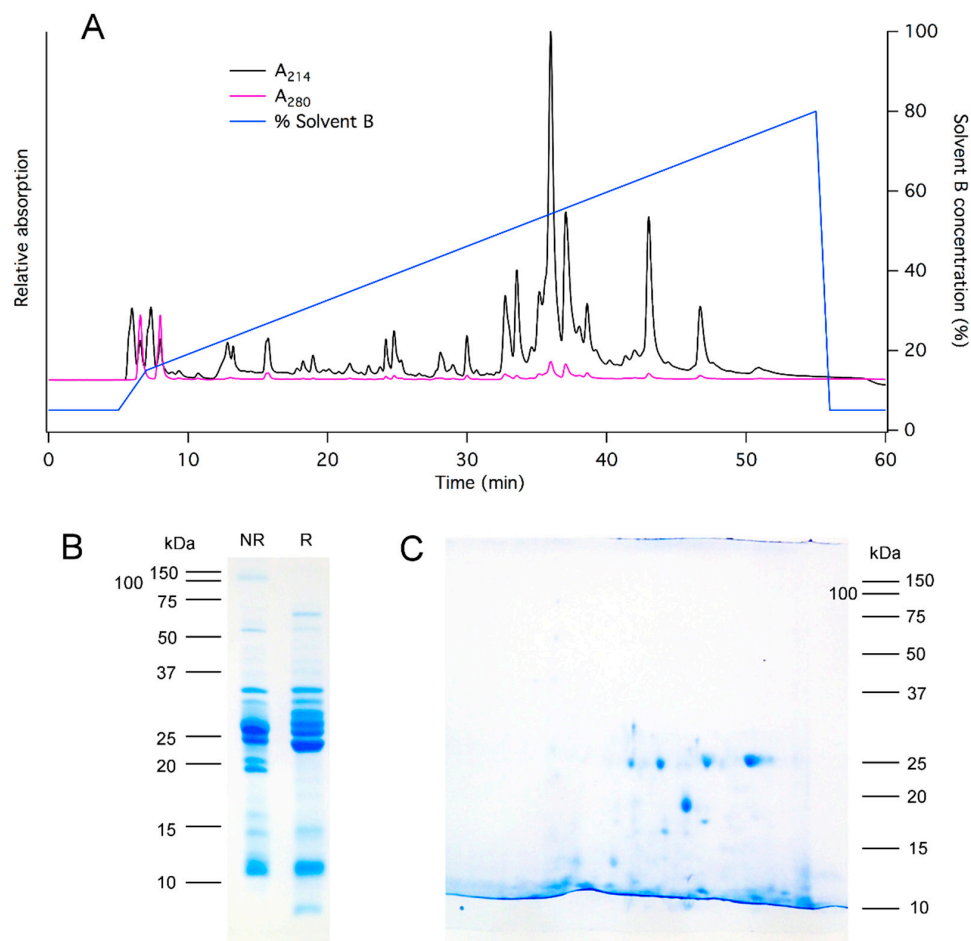 A
A214
A280
% Solvent B
Relative absorption
100
80
60
40
20
0
Solvent B concentration (%)
0 10 20 30 40 50 60
Time (min)
B
kDa NR R
150
100
75
50
37
25
20
15
10
C
kDa
150
100
75
50
37
25
20
15
10